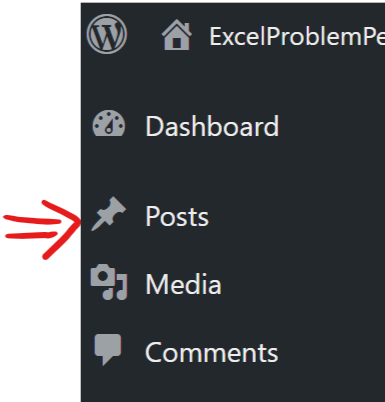 ExcelProblemPe
Dashboard
Posts
Media
Comments